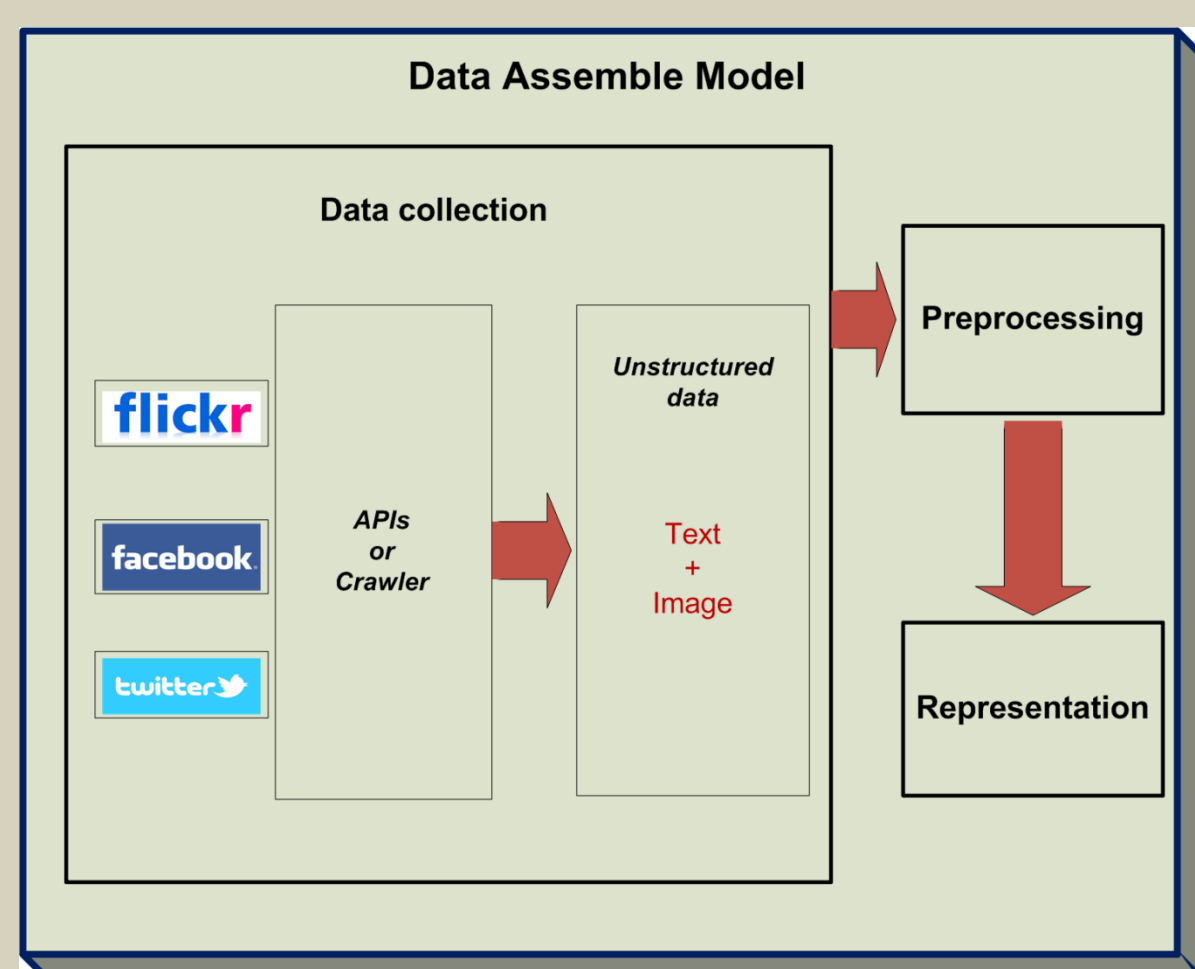 Data Assemble Model
Data collection
flickr
facebook
twitter
APIs
or
Crawler
Unstructured
data
Text
+
Image
Preprocessing
Representation